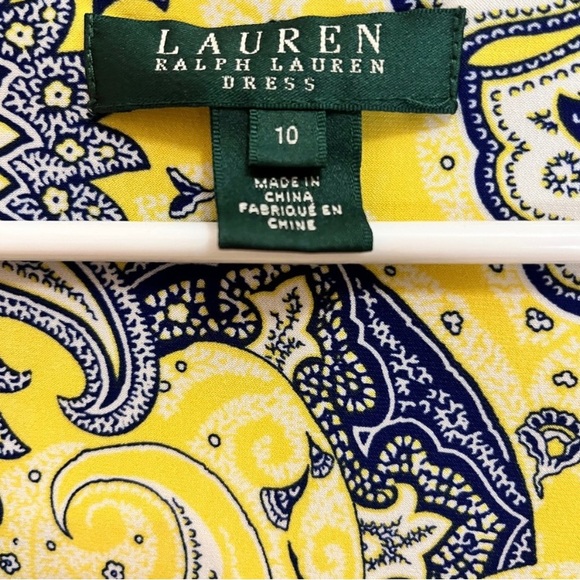 LAUREN
RALPH LAUREN
DRESS
10
MADE IN
CHINA
FABRIQUÉ EN
CHINE